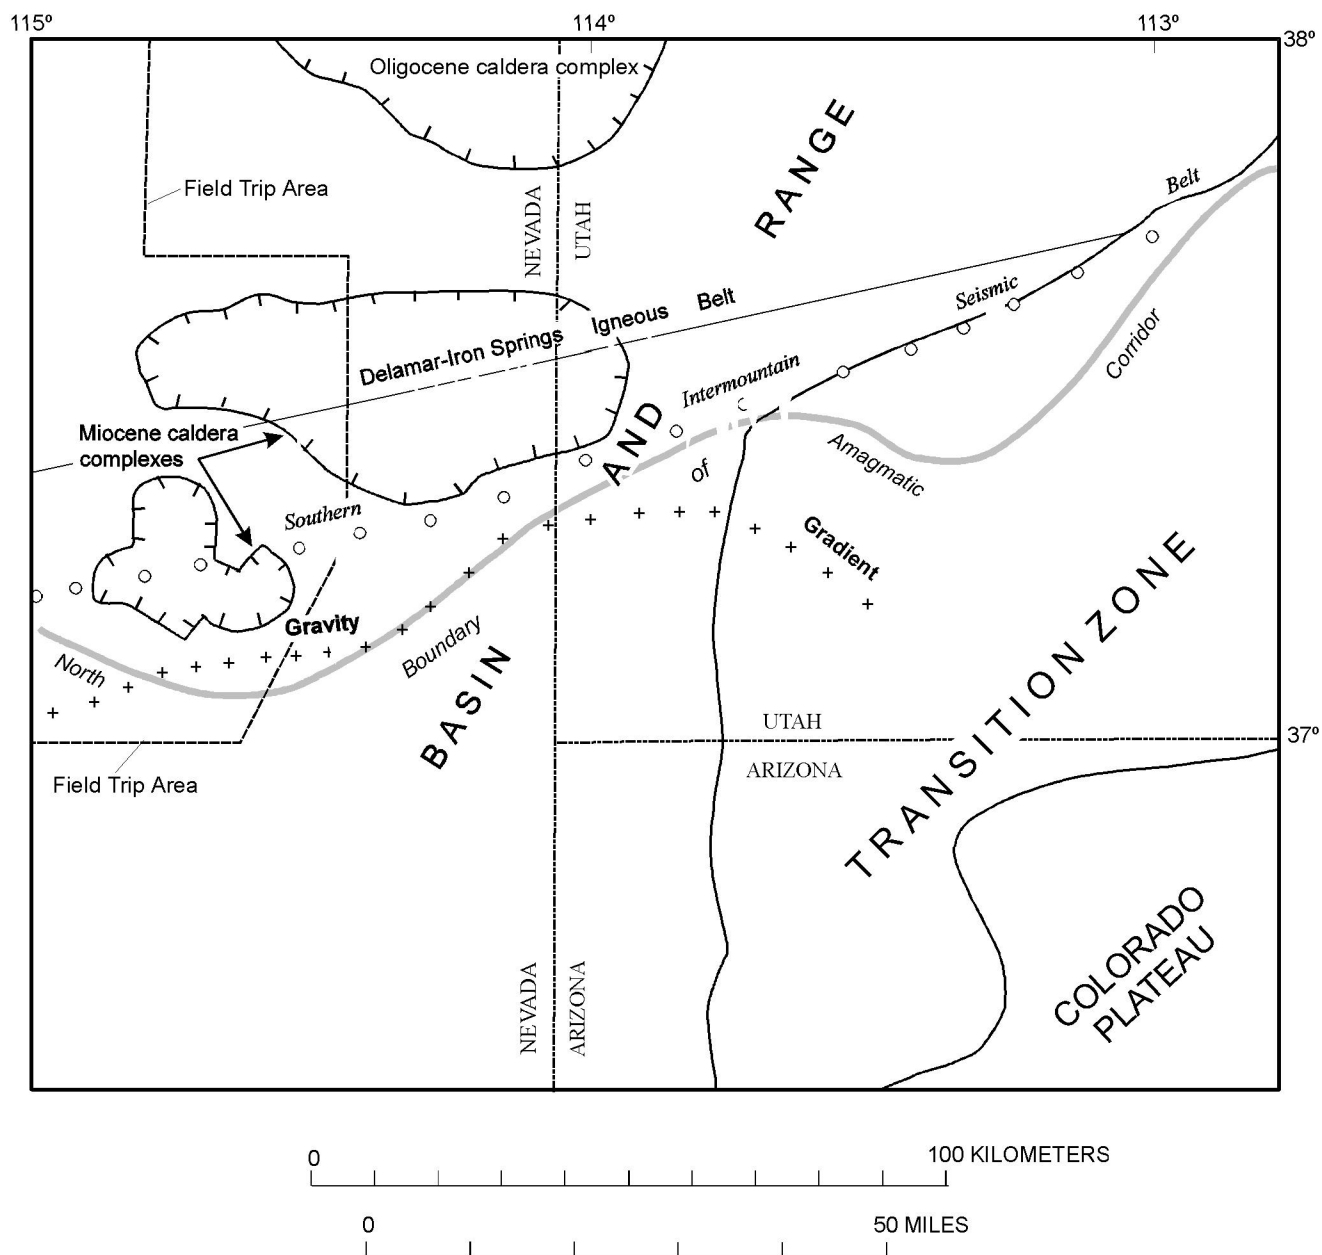 115º
114º
113º
38º
Oligocene caldera complex
RANGE
Field Trip Area
Belt
NEVADA
UTAH
Seismic
Delamar-Iron Springs Igneous Belt
Corridor
Intermountain
Miocene caldera
complexes
AND
Amagmatic
of
Southern
Gradient
Gravity
Boundary
North
BASIN
TRANSITION ZONE
UTAH
37º
ARIZONA
Field Trip Area
COLORADO
PLATEAU
NEVADA
ARIZONA
0
100 KILOMETERS
0
50 MILES